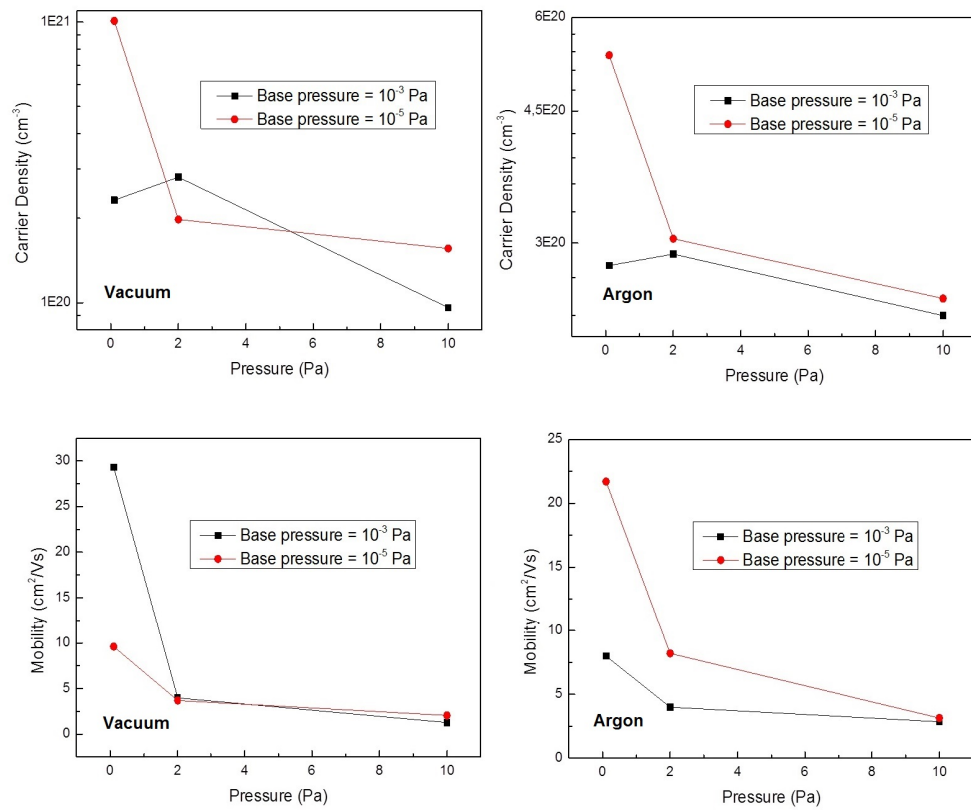 1E21
1E20
Carrier Density (cm⁻³)
Base pressure = 10⁻³ Pa
Base pressure = 10⁻⁵ Pa
Vacuum
0 2 4 6 8 10
Pressure (Pa)
6E20
4,5E20
3E20
Carrier Density (cm⁻³)
Base pressure = 10⁻³ Pa
Base pressure = 10⁻⁵ Pa
Argon
0 2 4 6 8 10
Pressure (Pa)
30
25
20
15
10
5
0
Mobility (cm²/Vs)
Base pressure = 10⁻³ Pa
Base pressure = 10⁻⁵ Pa
Vacuum
0 2 4 6 8 10
Pressure (Pa)
25
20
15
10
5
0
Mobility (cm²/Vs)
Base pressure = 10⁻³ Pa
Base pressure = 10⁻⁵ Pa
Argon
0 2 4 6 8 10
Pressure (Pa)